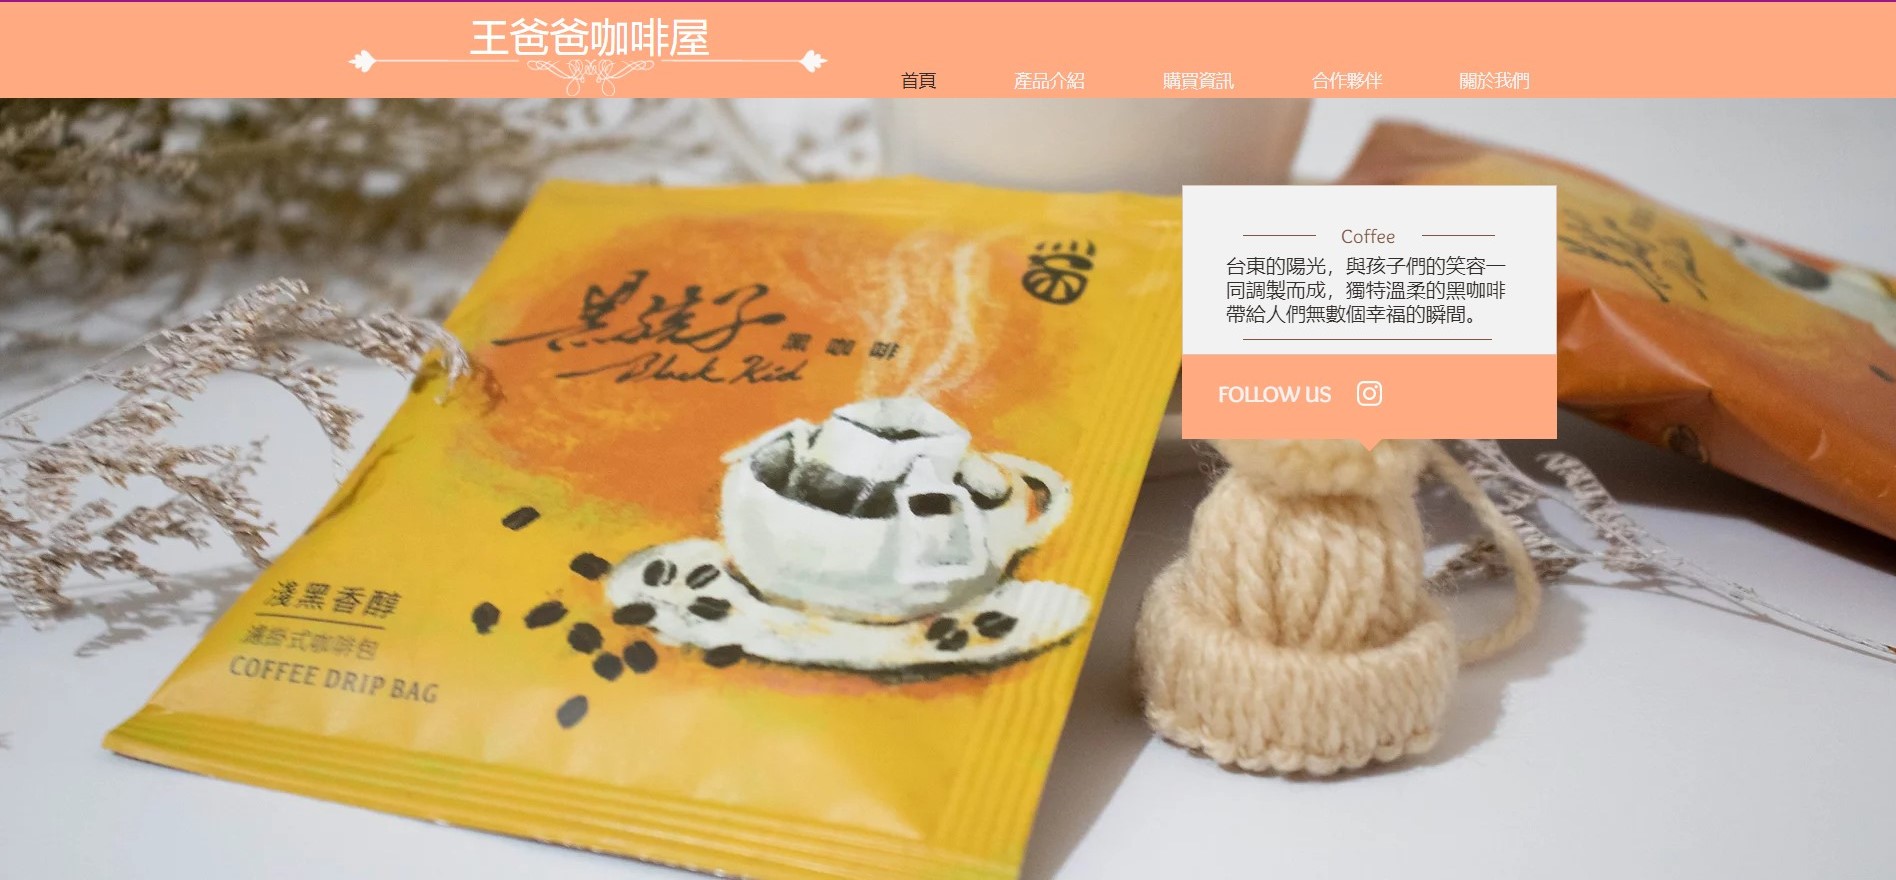 王爸爸咖啡屋
首頁
產品介紹
購買資訊
合作夥伴
關於我們
Coffee
台東的陽光，與孩子們的笑容一
同調製而成，獨特溫柔的黑咖啡
帶給人們無數個幸福的瞬間。
FOLLOW US
黑孩子 黑咖啡
Black Kid
淺黑香醇
濾掛式咖啡包
COFFEE DRIP BAG